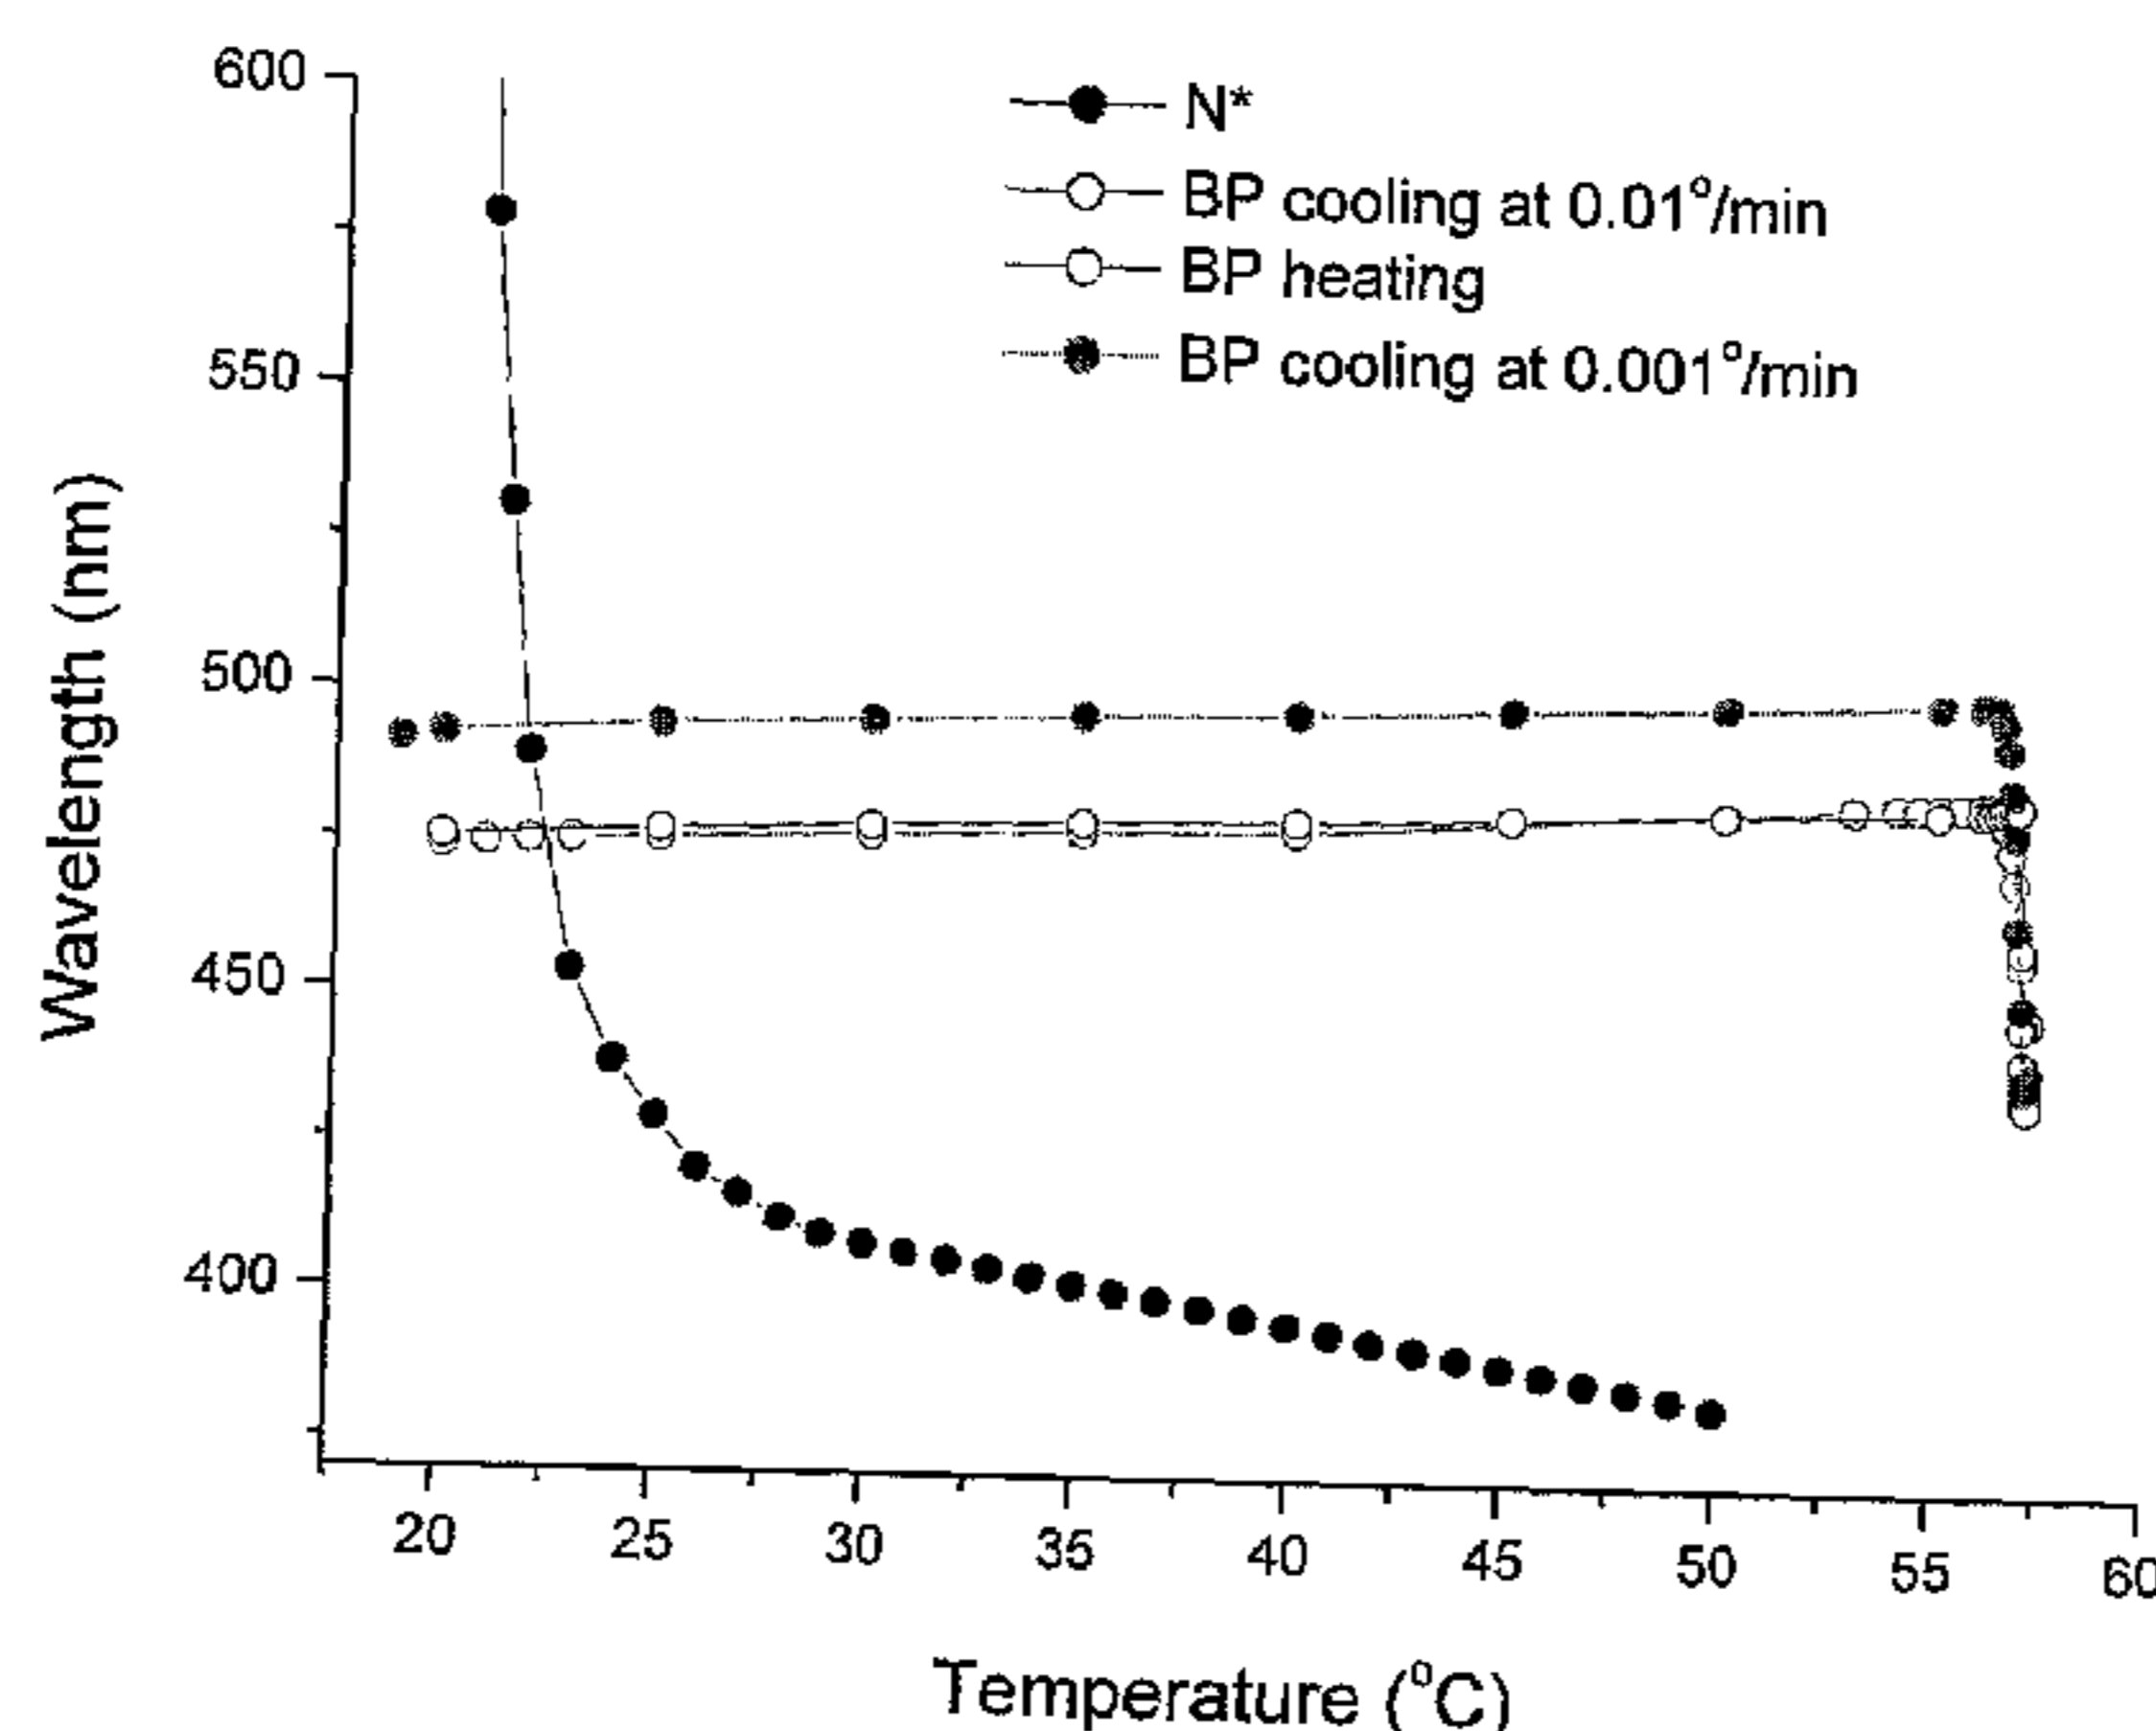 600
550
500
450
400
Wavelength (nm)
N*
BP cooling at 0.01°/min
BP heating
BP cooling at 0.001°/min
20 25 30 35 40 45 50 55 60
Temperature (°C)